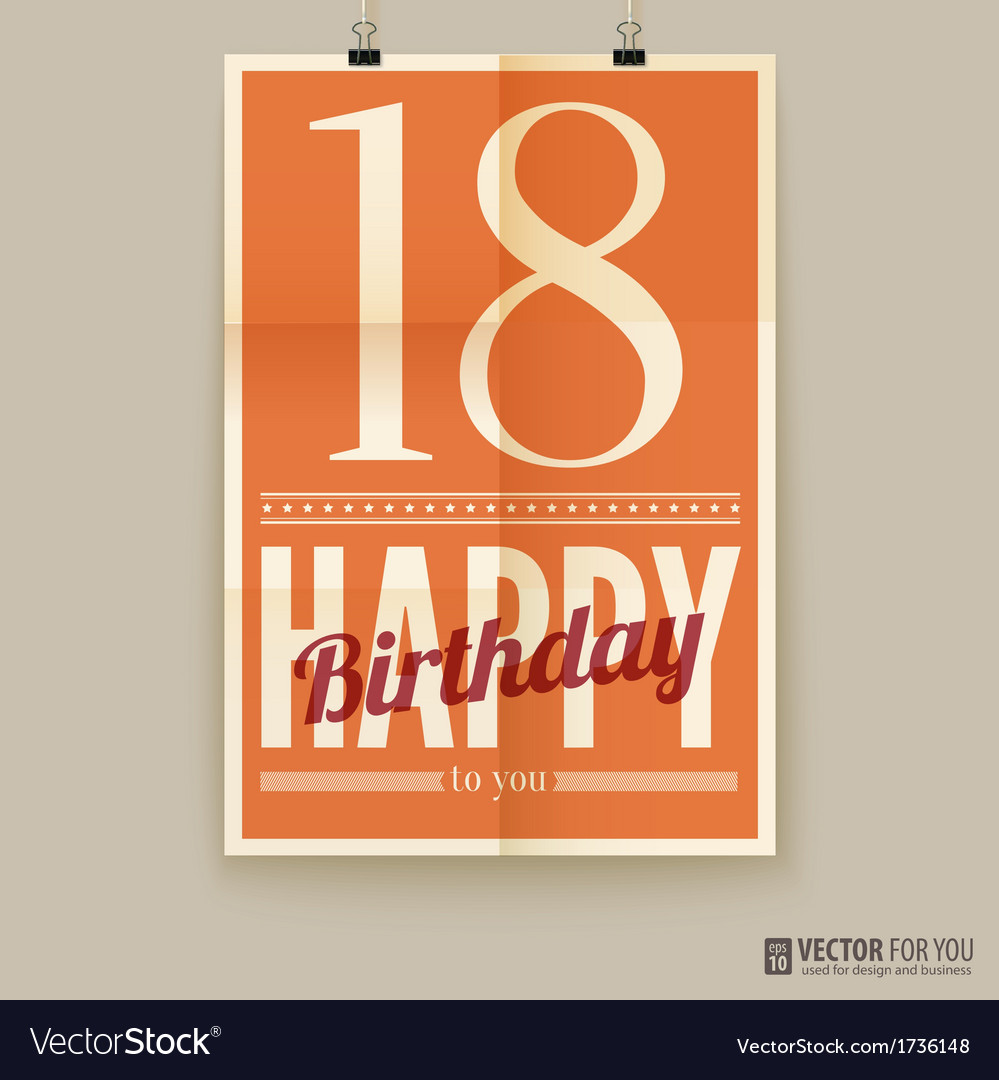 18
HAPPY
Birthday
to you
eps
10
VECTOR FOR YOU
used for design and business
VectorStock®
VectorStock.com/1736148